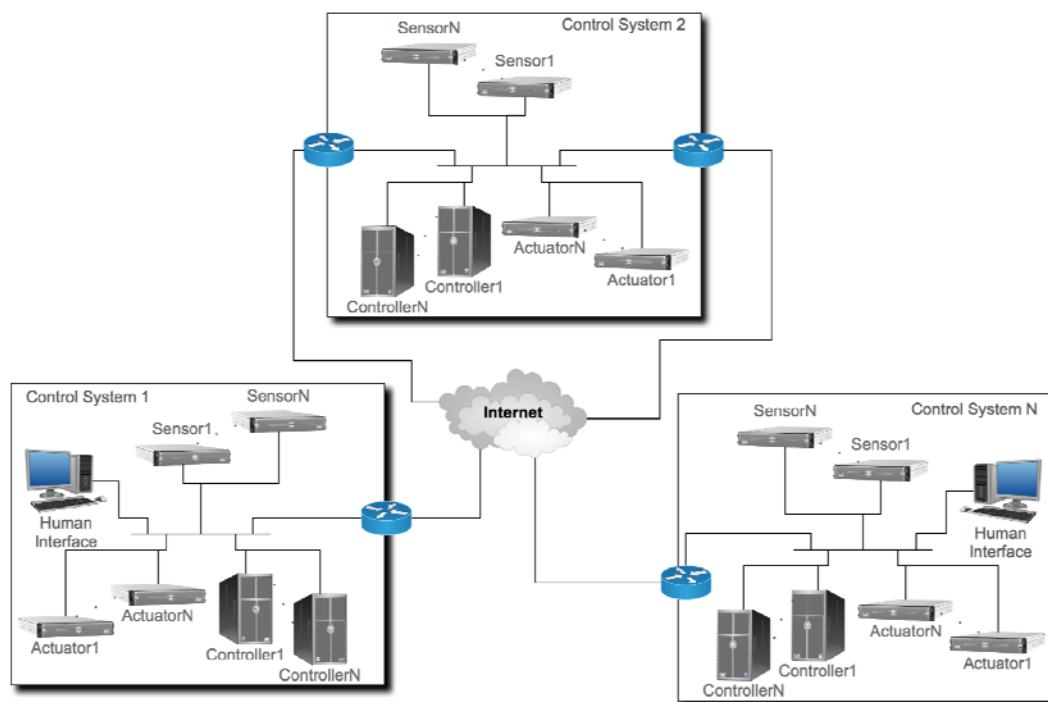 Control System 2
SensorN
Sensor1
ActuatorN
Actuator1
Controller1
ControllerN
Internet
Control System 1
SensorN
Sensor1
Human
Interface
ActuatorN
Actuator1
Controller1
ControllerN
Control System N
SensorN
Sensor1
Human
Interface
ActuatorN
Actuator1
Controller1
ControllerN